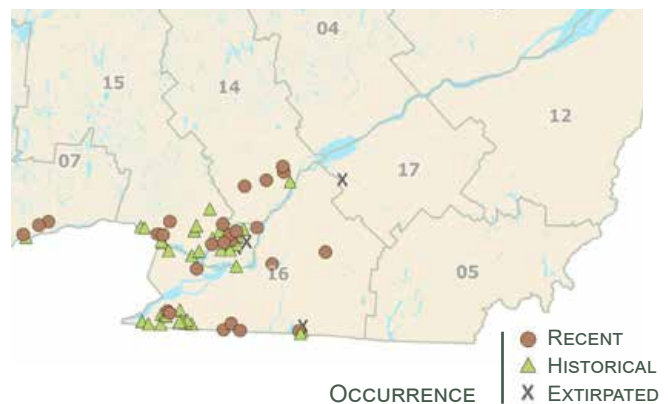 04
15
14
12
07
17
16
05
RECENT
HISTORICAL
OCCURRENCE X EXTIRPATED